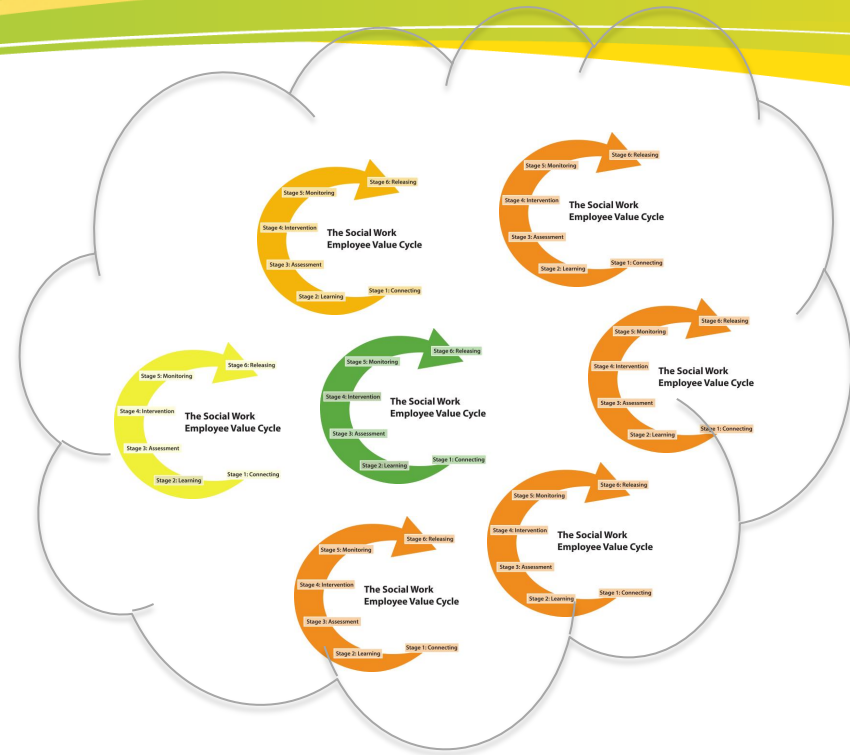 Stage 6: Releasing
Stage 5: Monitoring
Stage 4: Intervention
The Social Work
Employee Value Cycle
Stage 3: Assessment
Stage 2: Learning
Stage 1: Connecting
Stage 6: Releasing
Stage 5: Monitoring
Stage 4: Intervention
The Social Work
Employee Value Cycle
Stage 3: Assessment
Stage 2: Learning
Stage 1: Connecting
Stage 6: Releasing
Stage 5: Monitoring
Stage 4: Intervention
The Social Work
Employee Value Cycle
Stage 3: Assessment
Stage 2: Learning
Stage 1: Connecting
Stage 6: Releasing
Stage 5: Monitoring
Stage 4: Intervention
The Social Work
Employee Value Cycle
Stage 3: Assessment
Stage 2: Learning
Stage 1: Connecting
Stage 6: Releasing
Stage 5: Monitoring
Stage 4: Intervention
The Social Work
Employee Value Cycle
Stage 3: Assessment
Stage 2: Learning
Stage 1: Connecting
Stage 6: Releasing
Stage 5: Monitoring
Stage 4: Intervention
The Social Work
Employee Value Cycle
Stage 3: Assessment
Stage 2: Learning
Stage 1: Connecting
Stage 6: Releasing
Stage 5: Monitoring
Stage 4: Intervention
The Social Work
Employee Value Cycle
Stage 3: Assessment
Stage 2: Learning
Stage 1: Connecting